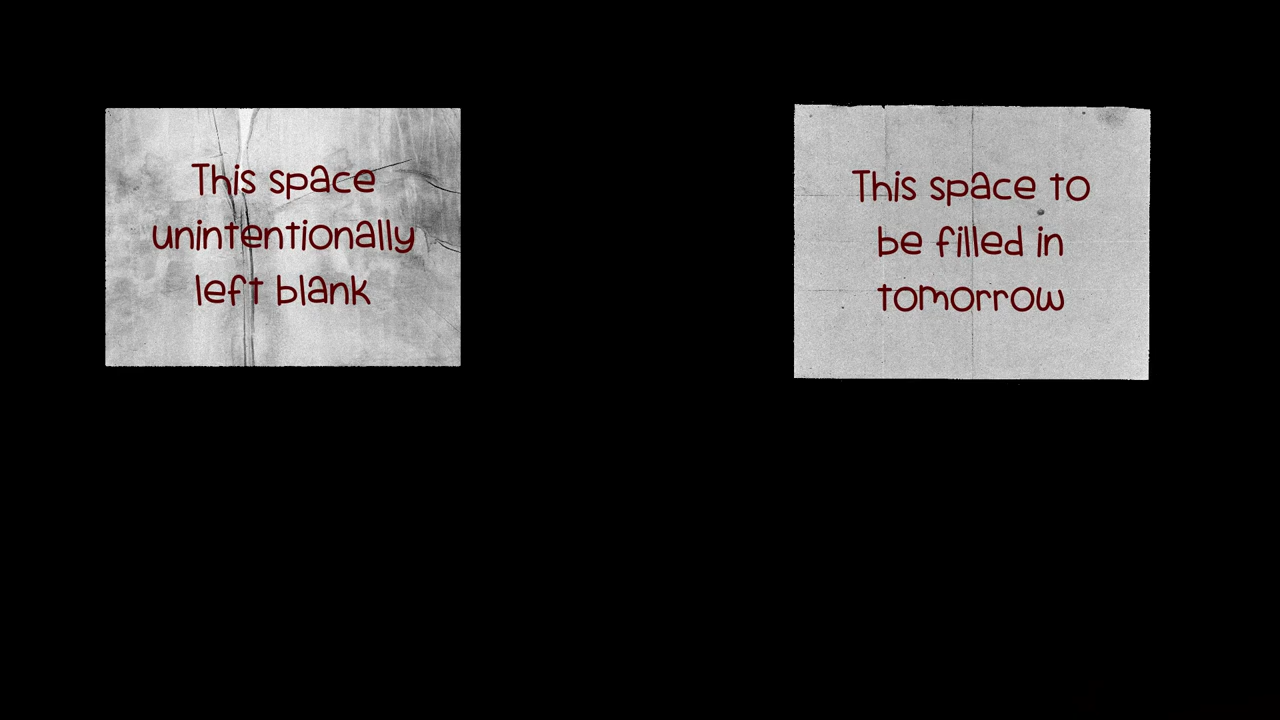 This space
unintentionally
left blank
This space to
be filled in
tomorrow